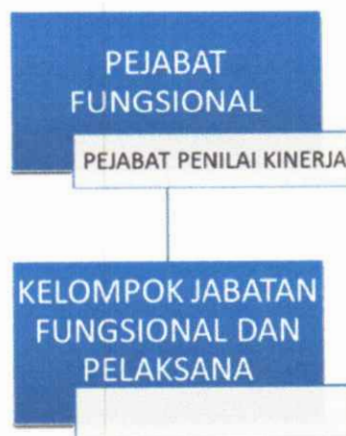 PEJABAT
FUNGSIONAL
PEJABAT PENILAI KINERJA
KELOMPOK JABATAN
FUNGSIONAL DAN
PELAKSANA